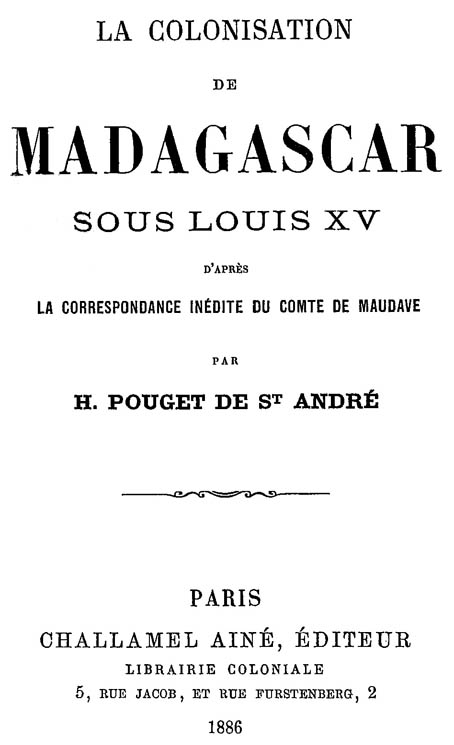 LA COLONISATION
DE
MADAGASCAR
SOUS LOUIS XV
D'APRÈS
LA CORRESPONDANCE INÉDITE DU COMTE DE MAUDAVE
PAR
H. POUGET DE ST ANDRÉ
PARIS
CHALLAMEL AINÉ, ÉDITEUR
LIBRAIRIE COLONIALE
5, RUE JACOB, ET RUE FURSTENBERG, 2
1886